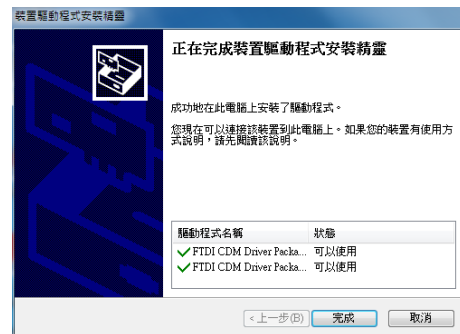 裝置驅動程式安裝精靈
正在完成裝置驅動程式安裝精靈
成功地在此電腦上安裝了驅動程式。
您現在可以連接該裝置到此電腦上。如果您的裝置有使用方
式說明，請先閱讀該說明。
驅動程式名稱 狀態
FTDI CDM Driver Packa... 可以使用
FTDI CDM Driver Packa... 可以使用
<上一步(B) 完成 取消